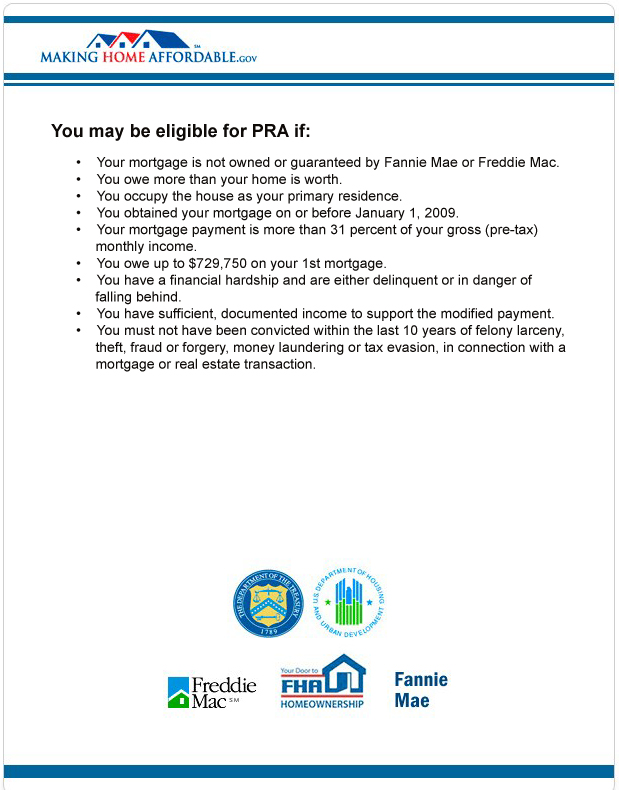 SM
MAKING HOME AFFORDABLE.GOV
You may be eligible for PRA if:
• Your mortgage is not owned or guaranteed by Fannie Mae or Freddie Mac.
• You owe more than your home is worth.
• You occupy the house as your primary residence.
• You obtained your mortgage on or before January 1, 2009.
• Your mortgage payment is more than 31 percent of your gross (pre-tax)
monthly income.
• You owe up to $729,750 on your 1st mortgage.
• You have a financial hardship and are either delinquent or in danger of
falling behind.
• You have sufficient, documented income to support the modified payment.
• You must not have been convicted within the last 10 years of felony larceny,
theft, fraud or forgery, money laundering or tax evasion, in connection with a
mortgage or real estate transaction.
THE DEPARTMENT OF THE TREASURY
1789
U.S. DEPARTMENT OF HOUSING
AND URBAN DEVELOPMENT
Freddie
Mac SM
Your Door to
FHA
HOMEOWNERSHIP
Fannie
Mae